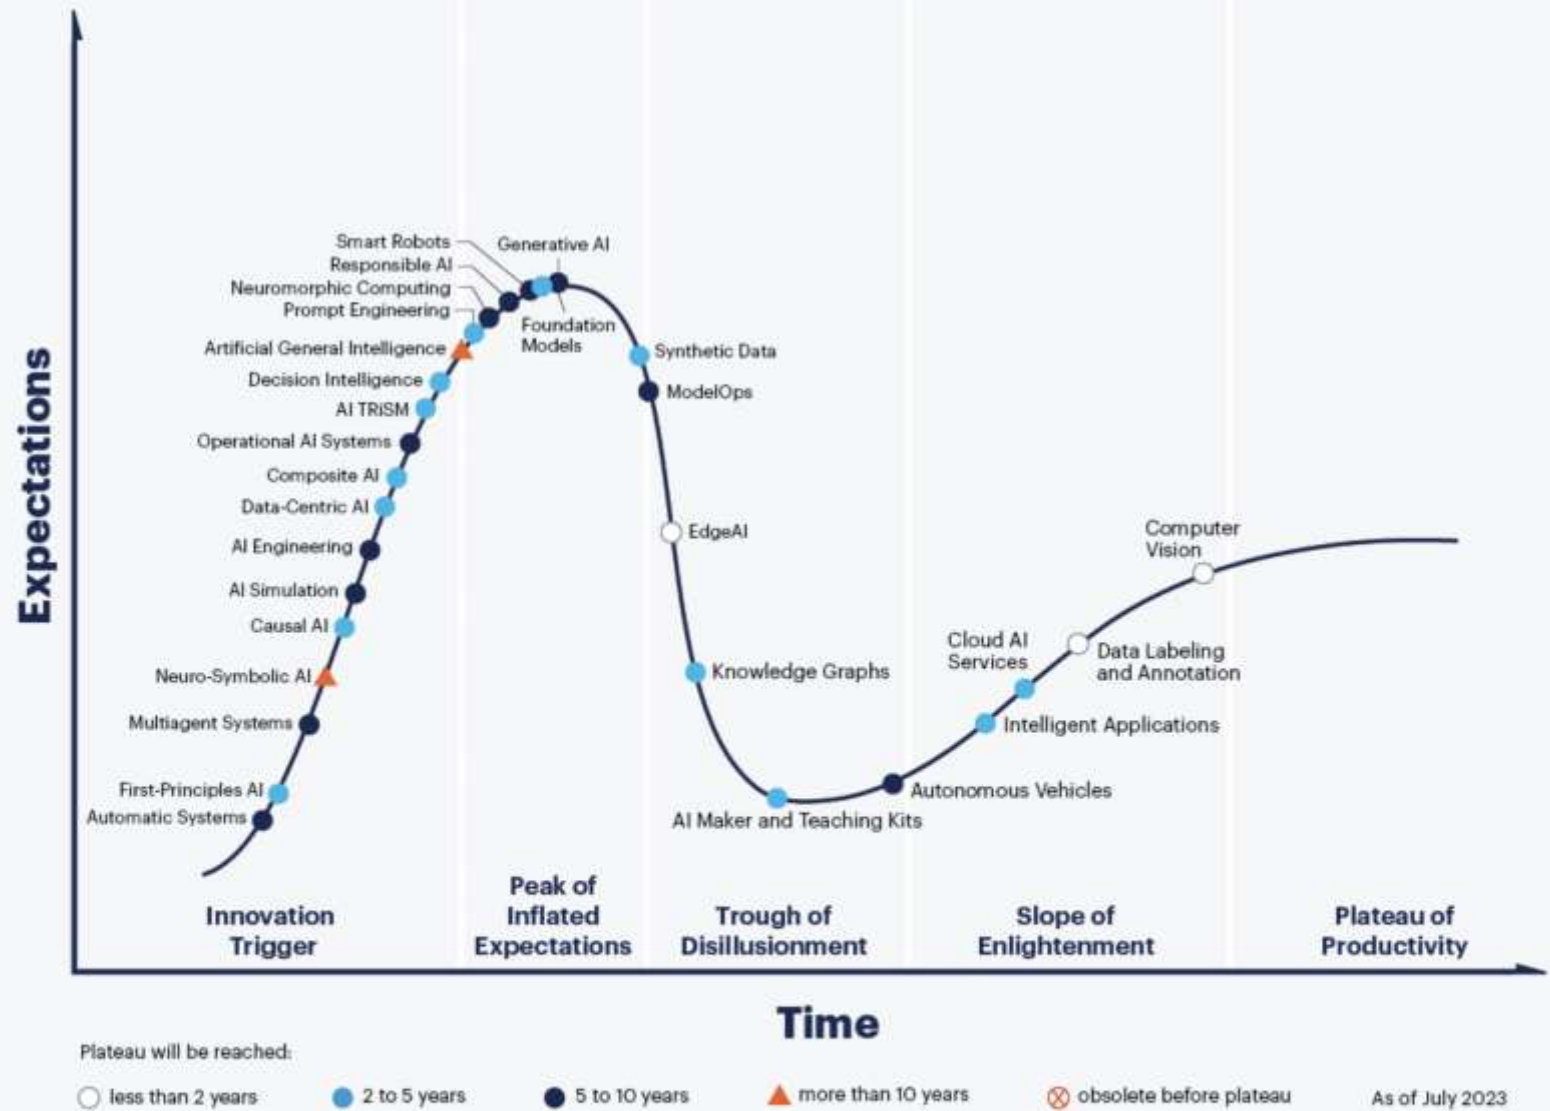 Expectations
Smart Robots
Generative AI
Responsible AI
Neuromorphic Computing
Prompt Engineering
Foundation
Models
Artificial General Intelligence
Synthetic Data
Decision Intelligence
ModelOps
AI TRiSM
Operational AI Systems
Composite AI
Data-Centric AI
AI Engineering
EdgeAI
AI Simulation
Causal AI
Neuro-Symbolic AI
Knowledge Graphs
Multiagent Systems
First-Principles AI
Automatic Systems
AI Maker and Teaching Kits
Autonomous Vehicles
Intelligent Applications
Cloud AI
Services
Data Labeling
and Annotation
Computer
Vision
Innovation
Trigger
Peak of
Inflated
Expectations
Trough of
Disillusionment
Slope of
Enlightenment
Plateau of
Productivity
Time
Plateau will be reached:
less than 2 years
2 to 5 years
5 to 10 years
more than 10 years
obsolete before plateau
As of July 2023